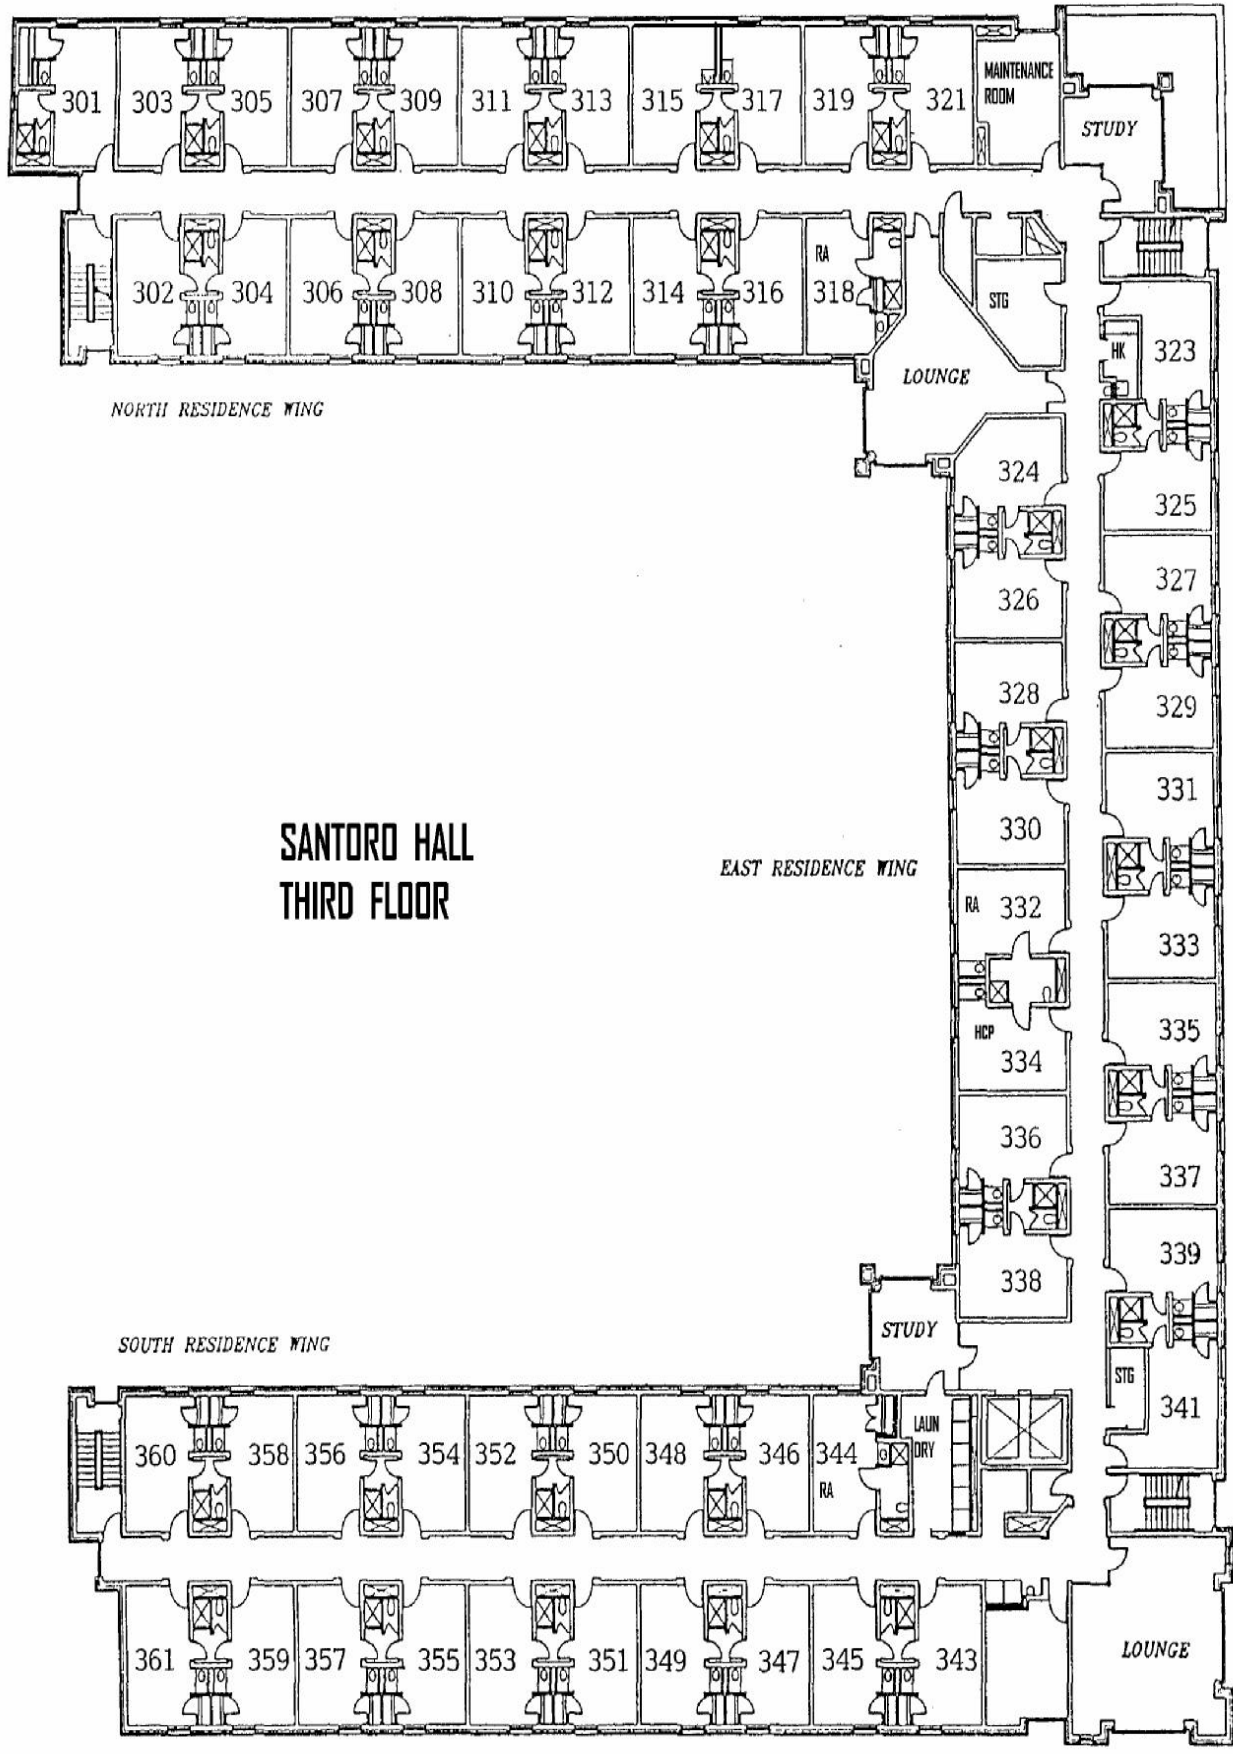 301 303 305 307 309 311 313 315 317 319 321
MAINTENANCE
ROOM
STUDY
302 304 306 308 310 312 314 316
RA
318
STG
LOUNGE
HK
323
NORTH RESIDENCE WING
324
325
326
327
328
329
330
331
SANTORO HALL
THIRD FLOOR
EAST RESIDENCE WING
RA 332
333
HCP
334
335
336
337
338
339
STUDY
SOUTH RESIDENCE WING
STG
341
360 358 356 354 352 350 348 346 344
RA
LAUN
DRY
361 359 357 355 353 351 349 347 345 343
LOUNGE